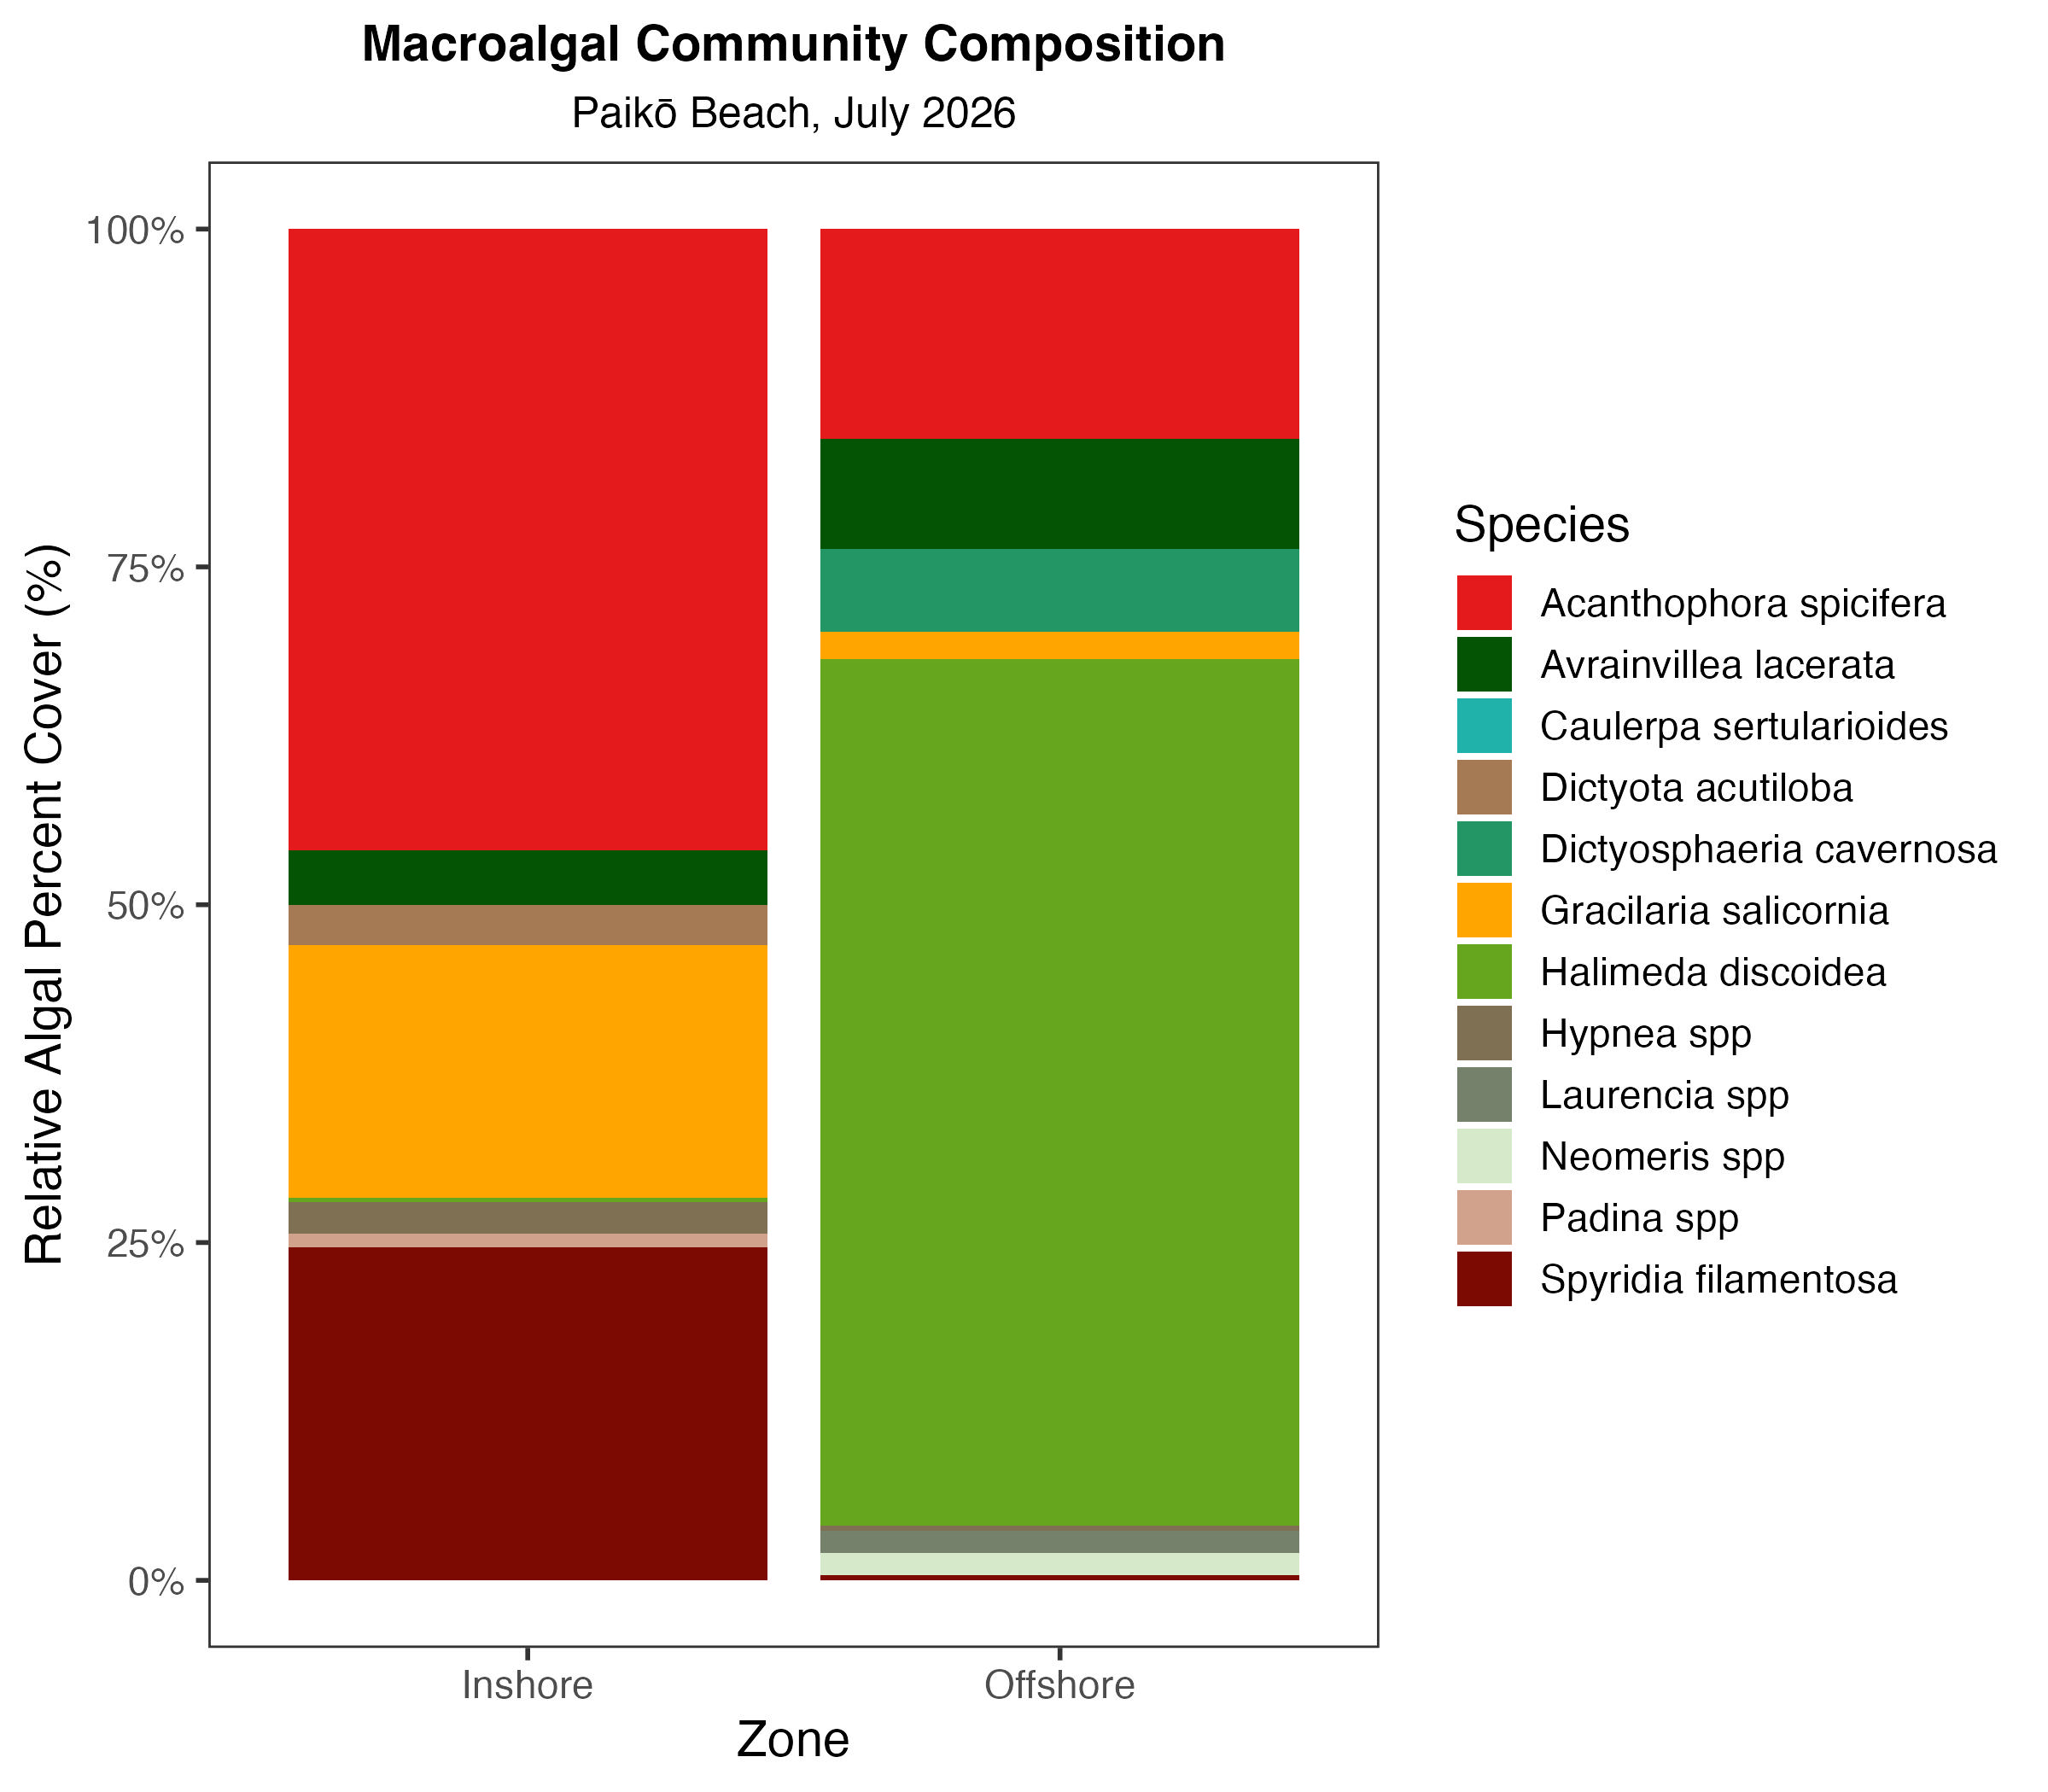 Macroalgal Community Composition
Paikō Beach, July 2026
Relative Algal Percent Cover (%)
100%
75%
50%
25%
0%
Inshore
Offshore
Zone
Species
Acanthophora spicifera
Avrainvillea lacerata
Caulerpa sertularioides
Dictyota acutiloba
Dictyosphaeria cavernosa
Gracilaria salicornia
Halimeda discoidea
Hypnea spp
Laurencia spp
Neomeris spp
Padina spp
Spyridia filamentosa